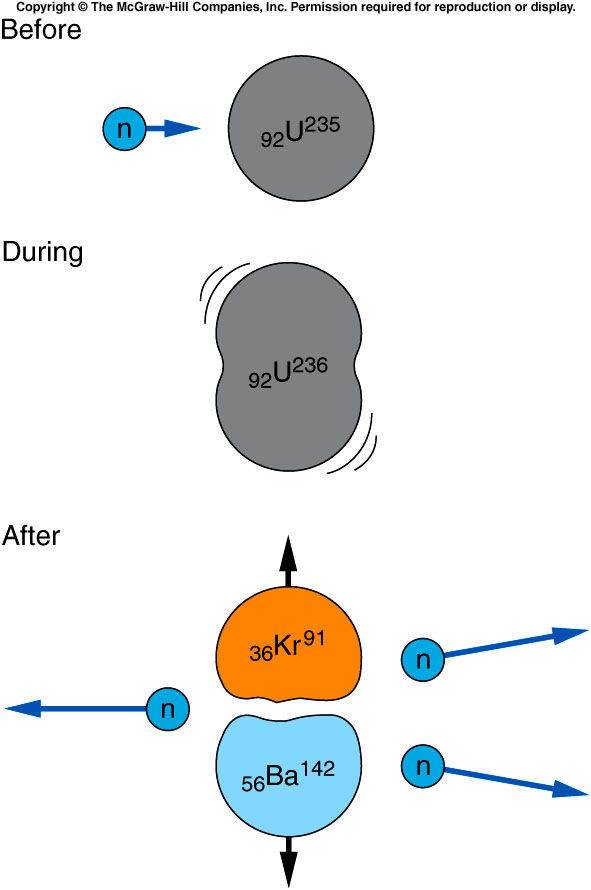 Copyright © The McGraw-Hill Companies, Inc. Permission required for reproduction or display.
Before
n
₉₂U²³⁵
During
₉₂U²³⁶
After
₃₆Kr⁹¹
n
n
₅₆Ba¹⁴²
n